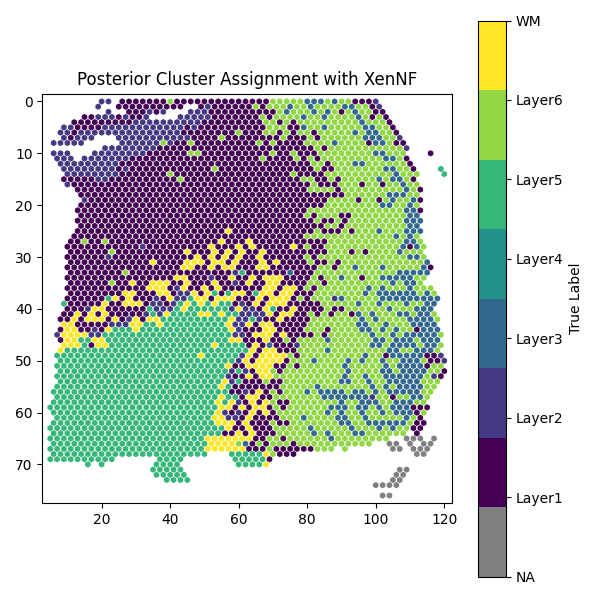 Posterior Cluster Assignment with XenNF
0
10
20
30
40
50
60
70
20
40
60
80
100
120
WM
Layer6
Layer5
Layer4
Layer3
Layer2
Layer1
NA
True Label